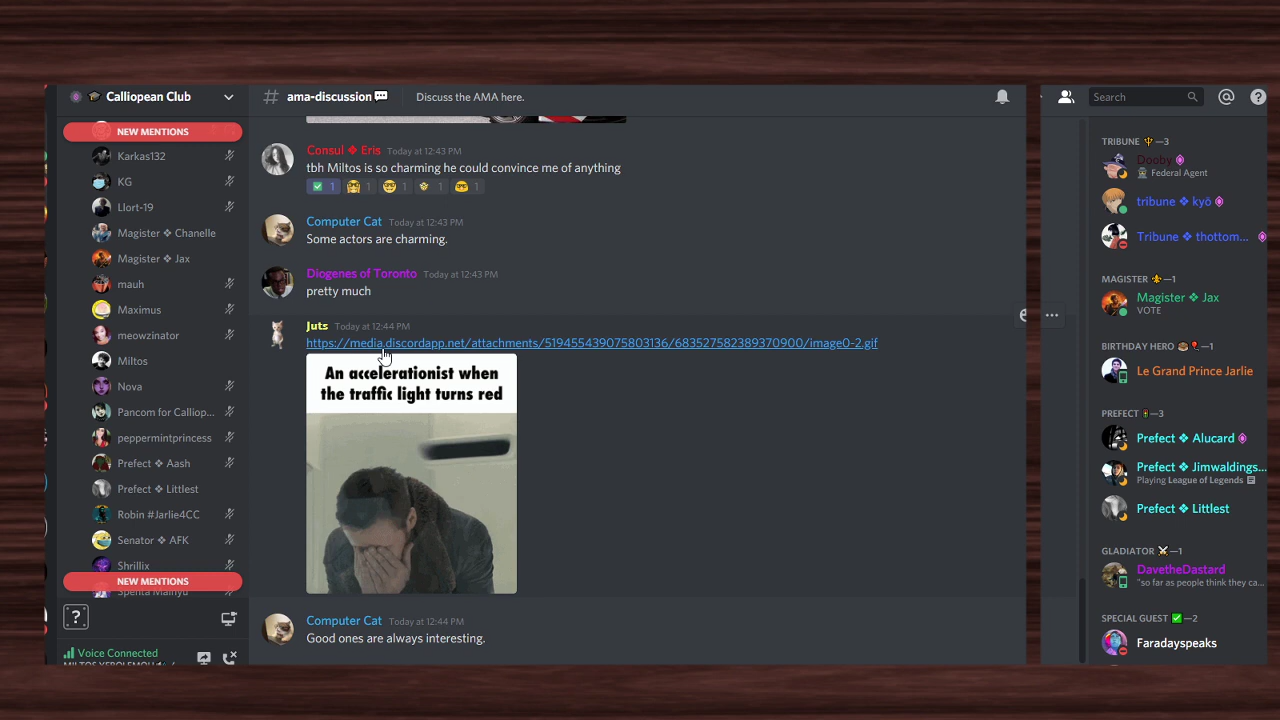 Calliopean Club
NEW MENTIONS
Karkas132
KG
Llort-19
Magister ❖ Chanelle
Magister ❖ Jax
mauh
Maximus
meowzinator
Miltos
Nova
Pancom for Calliop...
peppermintprincess
Prefect ❖ Aash
Prefect ❖ Littlest
Robin #Jarlie4CC
Senator ❖ AFK
Shrillix
NEW MENTIONS
Spenta Mainyu
?
Voice Connected
# ama-discussion💬
Discuss the AMA here.
Consul ❖ Eris Today at 12:43 PM
tbh Miltos is so charming he could convince me of anything
1 1 1 1 1
Computer Cat Today at 12:43 PM
Some actors are charming.
Diogenes of Toronto Today at 12:43 PM
pretty much
Juts Today at 12:44 PM
https://media.discordapp.net/attachments/519455439075803136/683527582389370900/image0-2.gif
An accelerationist when
the traffic light turns red
Computer Cat Today at 12:44 PM
Good ones are always interesting.
Search
TRIBUNE 🔱—3
Dooby
Federal Agent
tribune ❖ kyō
Tribune ❖ thottom...
MAGISTER ⚜—1
Magister ❖ Jax
VOTE
BIRTHDAY HERO 🎂🎈—1
Le Grand Prince Jarlie
PREFECT 🚦—3
Prefect ❖ Alucard
Prefect ❖ Jimwaldings...
Playing League of Legends
Prefect ❖ Littlest
GLADIATOR ⚔—1
DavetheDastard
"so far as people think they ca...
SPECIAL GUEST ✅—2
Faradayspeaks